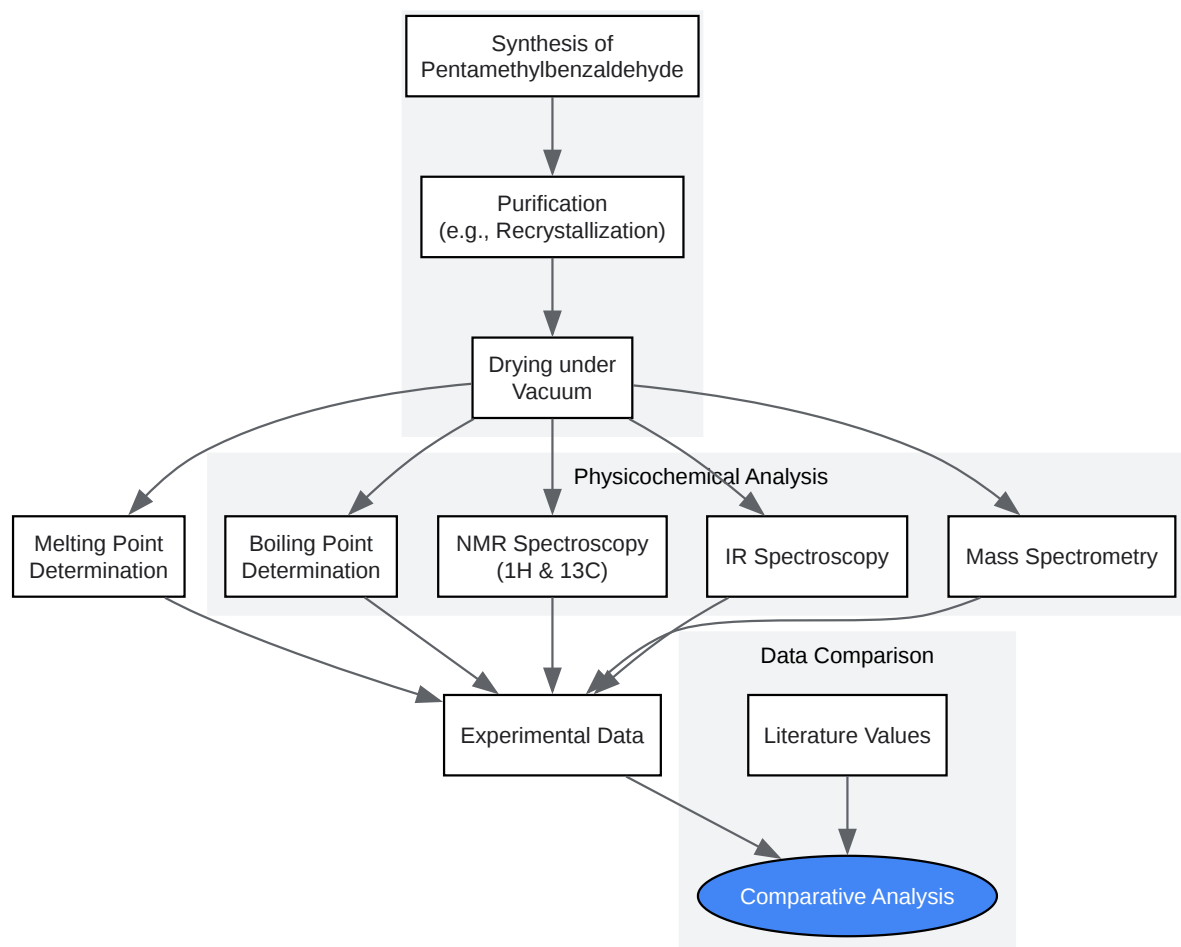 Synthesis of
Pentamethylbenzaldehyde
Purification
(e.g., Recrystallization)
Drying under
Vacuum
Physicochemical Analysis
Melting Point
Determination
Boiling Point
Determination
NMR Spectroscopy
(1H & 13C)
IR Spectroscopy
Mass Spectrometry
Data Comparison
Experimental Data
Literature Values
Comparative Analysis